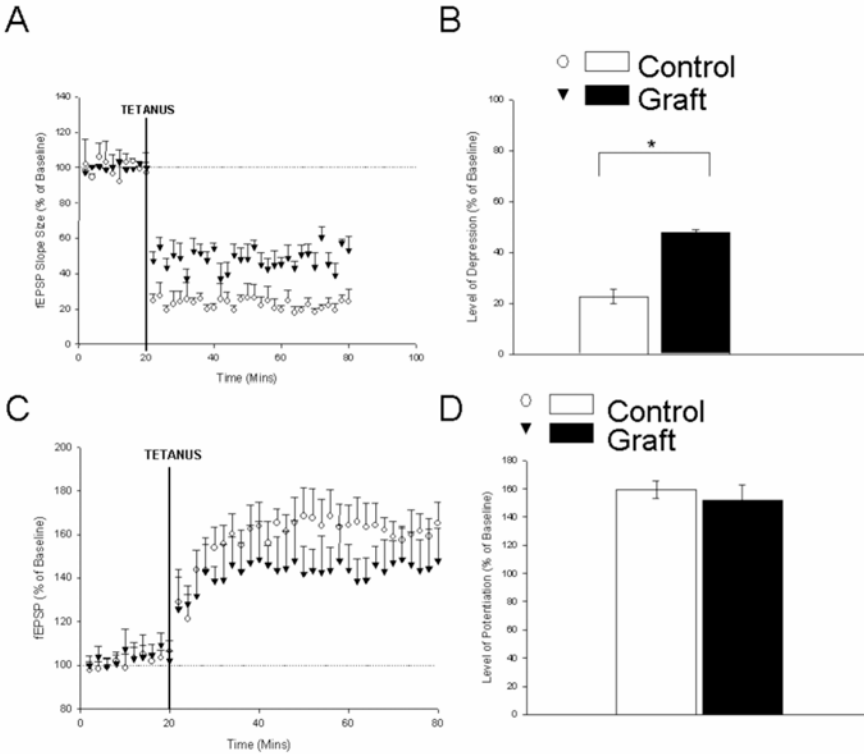 A
TETANUS
fEPSP Slope Size (% of Baseline)
140
120
100
80
60
40
20
0
0 20 40 60 80 100
Time (Mins)
B
Control
Graft
*
Level of Depression (% of Baseline)
100
80
60
40
20
0
C
TETANUS
fEPSP (% of Baseline)
200
180
160
140
120
100
80
0 20 40 60 80
Time (Mins)
D
Control
Graft
Level of Potentiation (% of Baseline)
180
160
140
120
100
80
60
40
20
0